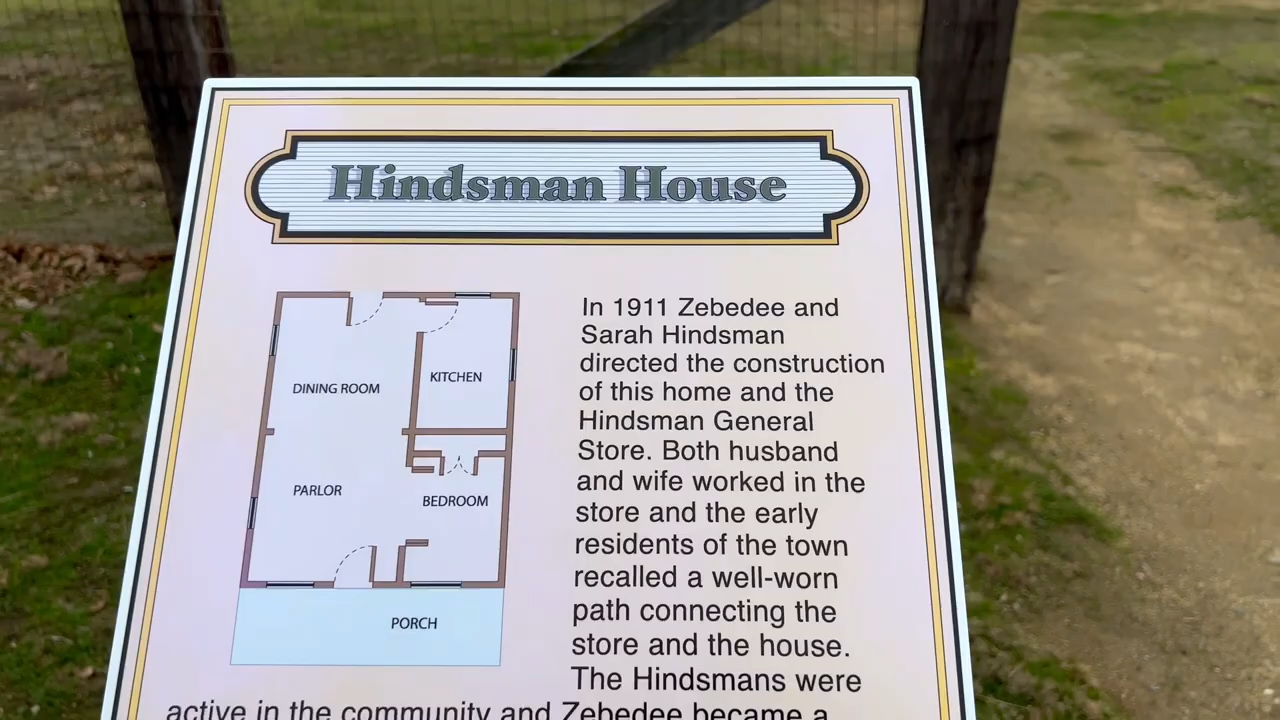 Hindsman House
In 1911 Zebedee and
Sarah Hindsman
directed the construction
of this home and the
Hindsman General
Store. Both husband
and wife worked in the
store and the early
residents of the town
recalled a well-worn
path connecting the
store and the house.
The Hindsmans were
active in the community and Zebedee became a
DINING ROOM
KITCHEN
PARLOR
BEDROOM
PORCH